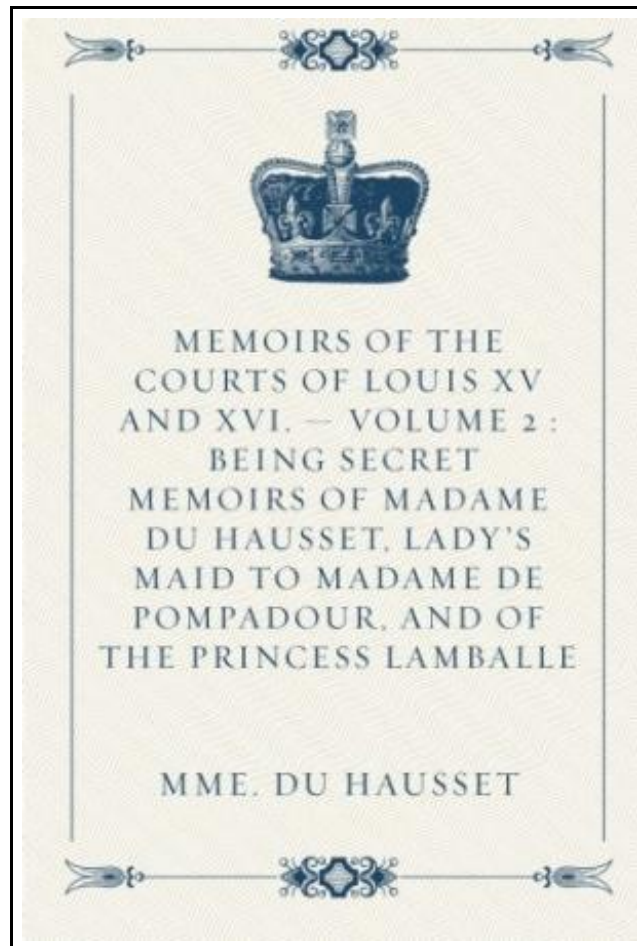 MEMOIRS OF THE
COURTS OF LOUIS XV
AND XVI. — VOLUME 2 :
BEING SECRET
MEMOIRS OF MADAME
DU HAUSSET, LADY'S
MAID TO MADAME DE
POMPADOUR, AND OF
THE PRINCESS LAMBALLE
MME. DU HAUSSET